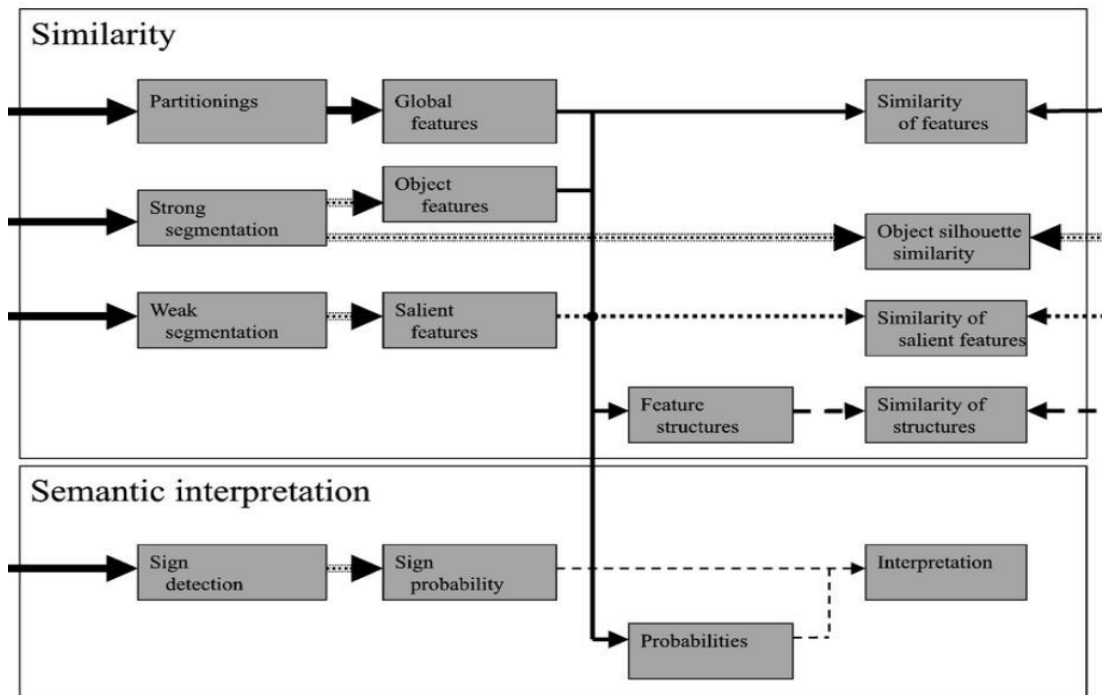 Similarity
Partitionings
Global
features
Similarity
of features
Object
features
Strong
segmentation
Object silhouette
similarity
Weak
segmentation
Salient
features
Similarity of
salient features
Feature
structures
Similarity of
structures
Semantic interpretation
Sign
detection
Sign
probability
Interpretation
Probabilities